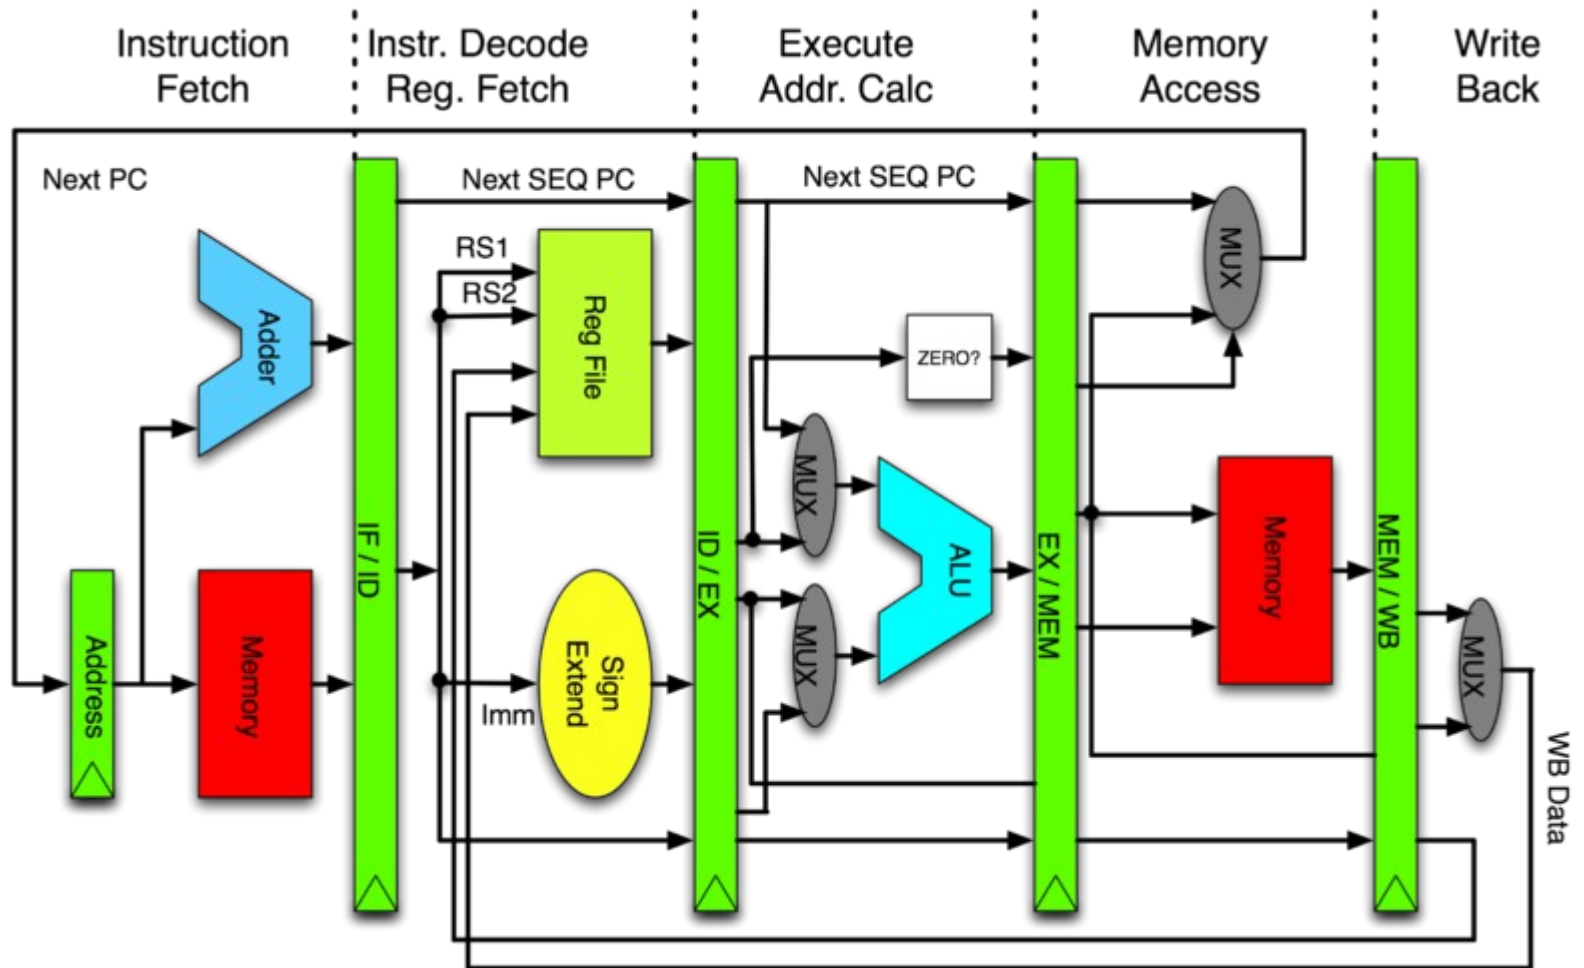 Instruction
Fetch
Instr. Decode
Reg. Fetch
Execute
Addr. Calc
Memory
Access
Write
Back
Next PC
Next SEQ PC
Next SEQ PC
RS1
RS2
Adder
Reg File
ZERO?
MUX
MUX
MUX
ALU
IF / ID
ID / EX
EX / MEM
MEM / WB
Memory
Address
Memory
Sign
Extend
Imm
MUX
WB Data